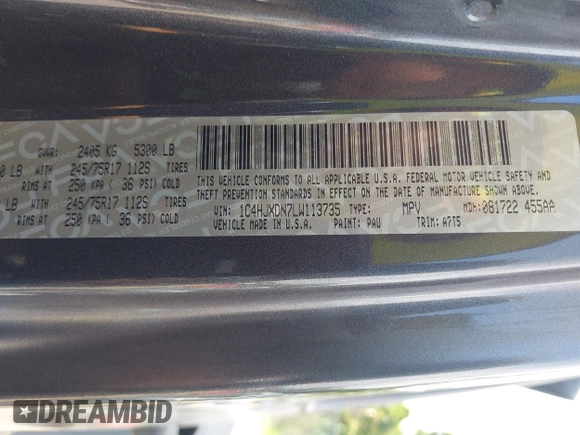 GVWR: 2405 KG 5300 LB
0 LB WITH 245/75R17 112S TIRES
RIMS AT 250 KPA ( 36 PSI) COLD
LB WITH 245/75R17 112S TIRES
RIMS AT 250 KPA ( 36 PSI) COLD
THIS VEHICLE CONFORMS TO ALL APPLICABLE U.S.A. FEDERAL MOTOR VEHICLE SAFETY AND
THEFT PREVENTION STANDARDS IN EFFECT ON THE DATE OF MANUFACTURE SHOWN ABOVE.
VIN: 1C4HJXDN7LW113735 TYPE: MPV MDH: 081722 455AA
VEHICLE MADE IN U.S.A. PAINT: PAU TRIM: A7T5
DREAMBID